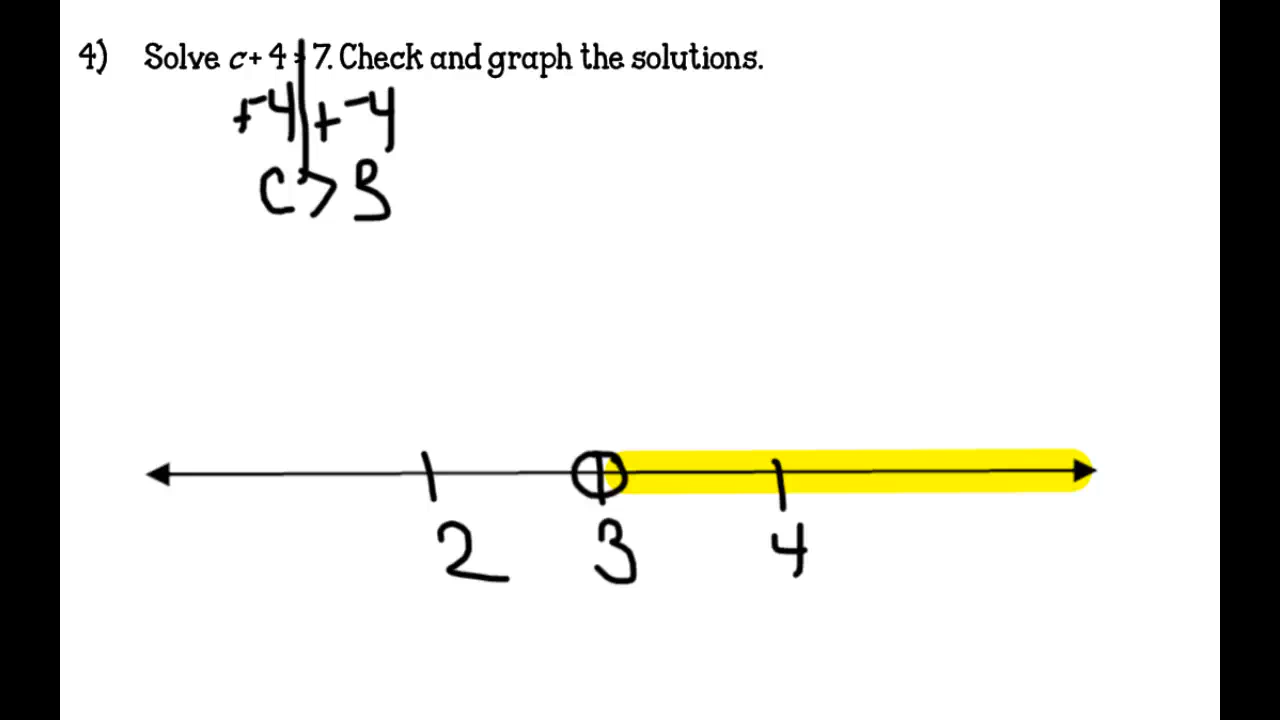 4) Solve c + 4 > 7. Check and graph the solutions.
+ -4 + -4
c > 3
2 3 4